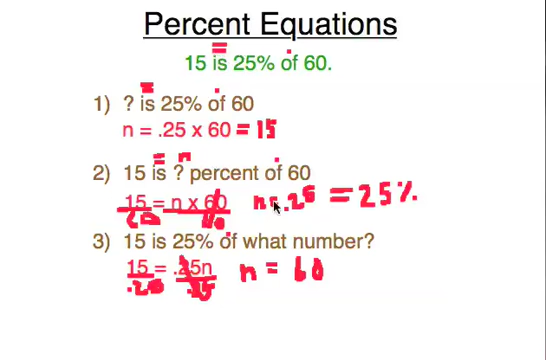 Percent Equations
=
15 is 25% of 60.
=
1) ? is 25% of 60
n = .25 x 60 = 15
= n
2) 15 is ? percent of 60
15 = n x 60 n = .25 = 25%
60 60
3) 15 is 25% of what number?
15 = .25n n = 60
.25 .25